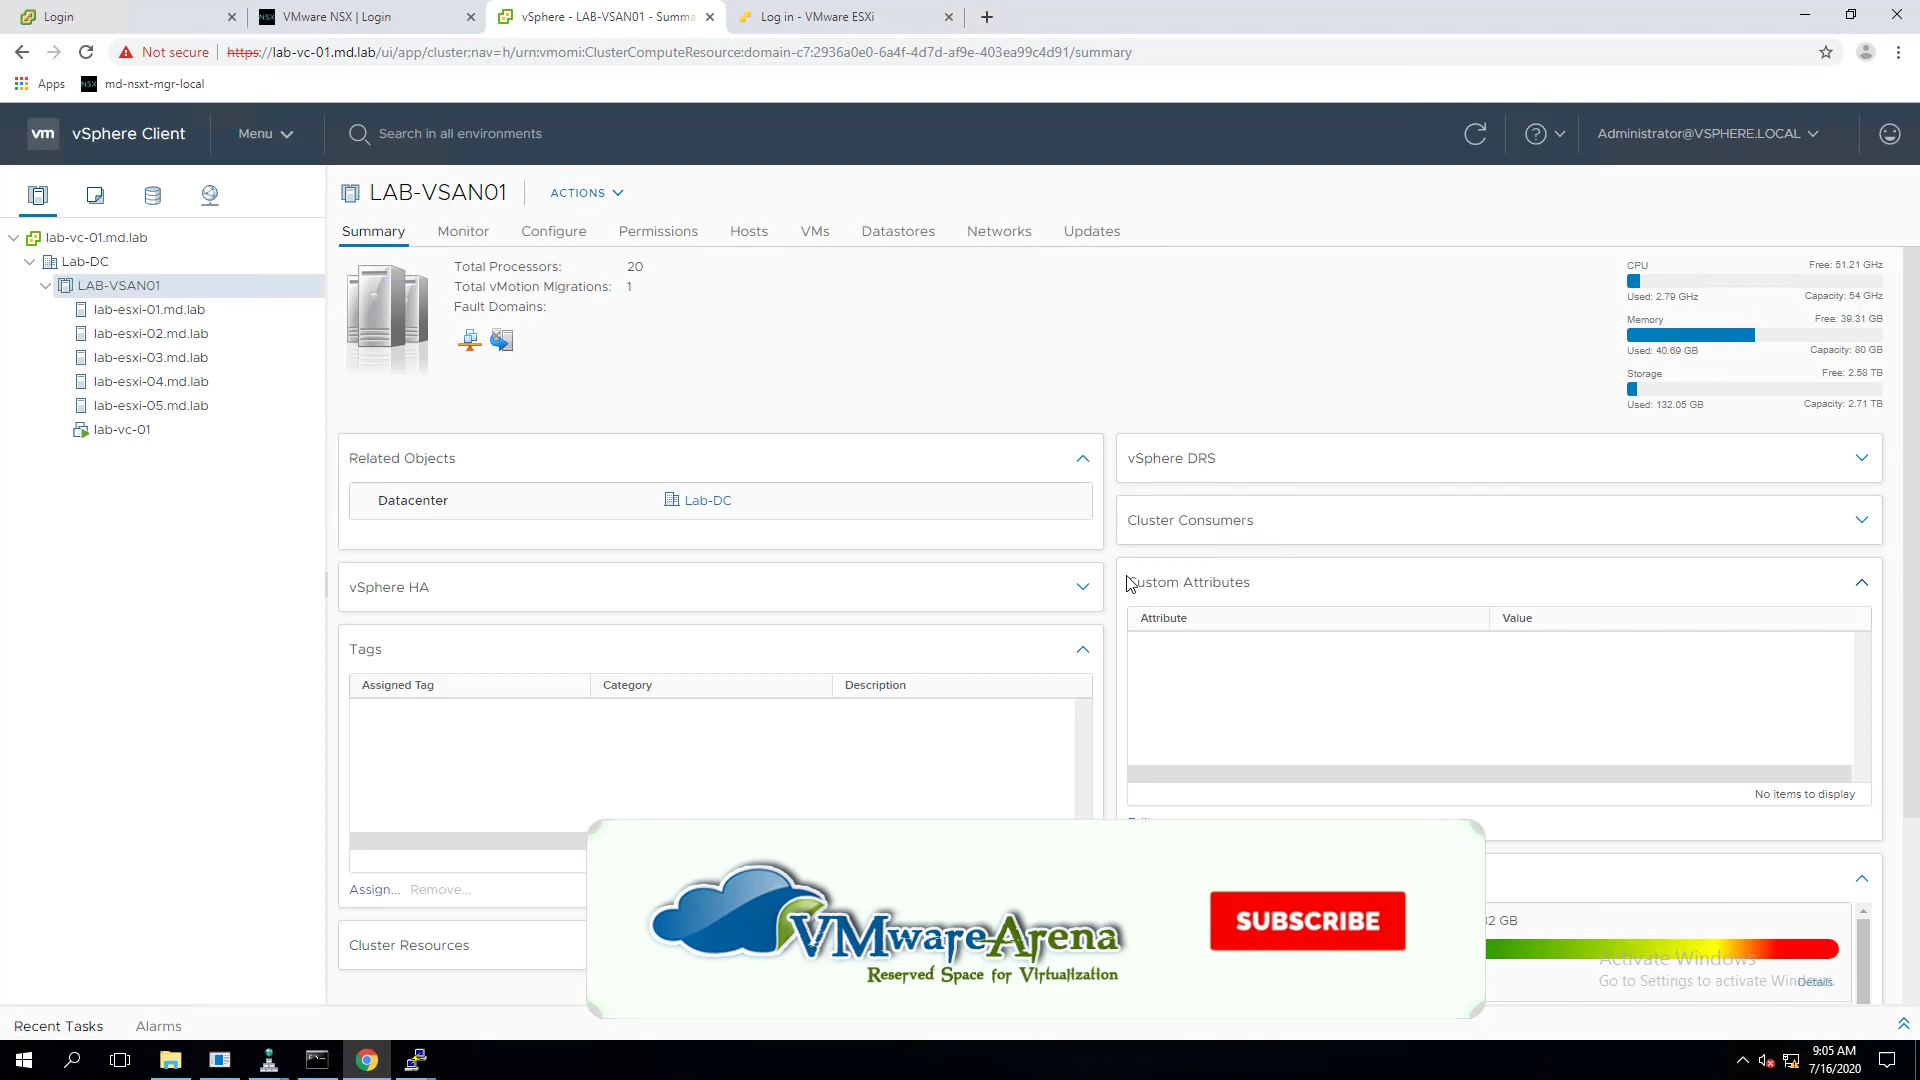 Login
VMware NSX | Login
vSphere - LAB-VSAN01 - Summa
Log in - VMware ESXi
Not secure https://lab-vc-01.md.lab/ui/app/cluster;nav=h/urn:vmomi:ClusterComputeResource:domain-c7:2936a0e0-6a4f-4d7d-af9e-403ea99c4d91/summary
Apps NSX md-nsxt-mgr-local
vm vSphere Client Menu Search in all environments Administrator@VSPHERE.LOCAL
LAB-VSAN01 ACTIONS
Summary Monitor Configure Permissions Hosts VMs Datastores Networks Updates
lab-vc-01.md.lab
Lab-DC
LAB-VSAN01
lab-esxi-01.md.lab
lab-esxi-02.md.lab
lab-esxi-03.md.lab
lab-esxi-04.md.lab
lab-esxi-05.md.lab
lab-vc-01
Total Processors: 20
Total vMotion Migrations: 1
Fault Domains:
CPU Free: 51.21 GHz
Used: 2.79 GHz Capacity: 54 GHz
Memory Free: 39.31 GB
Used: 40.69 GB Capacity: 80 GB
Storage Free: 2.58 TB
Used: 132.05 GB Capacity: 2.71 TB
Related Objects
Datacenter Lab-DC
vSphere HA
Tags
Assigned Tag Category Description
Assign... Remove...
Cluster Resources
vSphere DRS
Cluster Consumers
Custom Attributes
Attribute Value
No items to display
32 GB
Details
Activate Windows
Go to Settings to activate Windows.
VMwareArena
Reserved Space for Virtualization
SUBSCRIBE
Recent Tasks Alarms
9:05 AM
7/16/2020